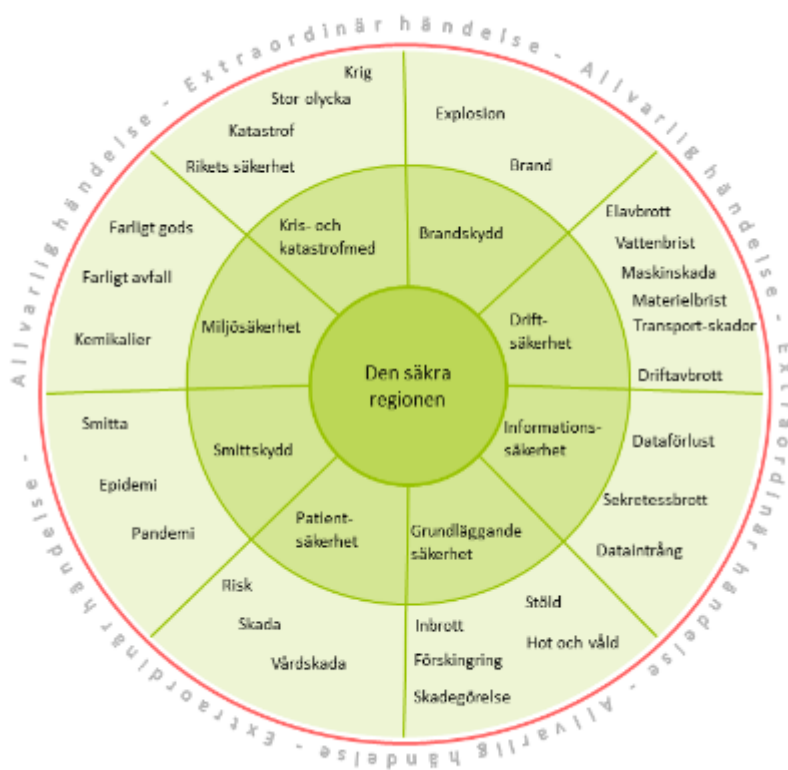 Allvarlig händelse - Extraordinär händelse - Allvarlig händelse - Extraordinär händelse - Allvarlig händelse - Extraordinär händelse -
Krig
Stor olycka
Katastrof
Rikets säkerhet
Explosion
Brand
Elavbrott
Vattenbrist
Maskinskada
Materielbrist
Transport-skador
Driftavbrott
Dataförlust
Sekretessbrott
Dataintrång
Stöld
Hot och våld
Inbrott
Förskingring
Skadegörelse
Risk
Skada
Vårdskada
Smitta
Epidemi
Pandemi
Farligt gods
Farligt avfall
Kemikalier
Kris- och
katastrofmed
Brandskydd
Drift-
säkerhet
Informations-
säkerhet
Grundläggande
säkerhet
Patient-
säkerhet
Smittskydd
Miljösäkerhet
Den säkra
regionen